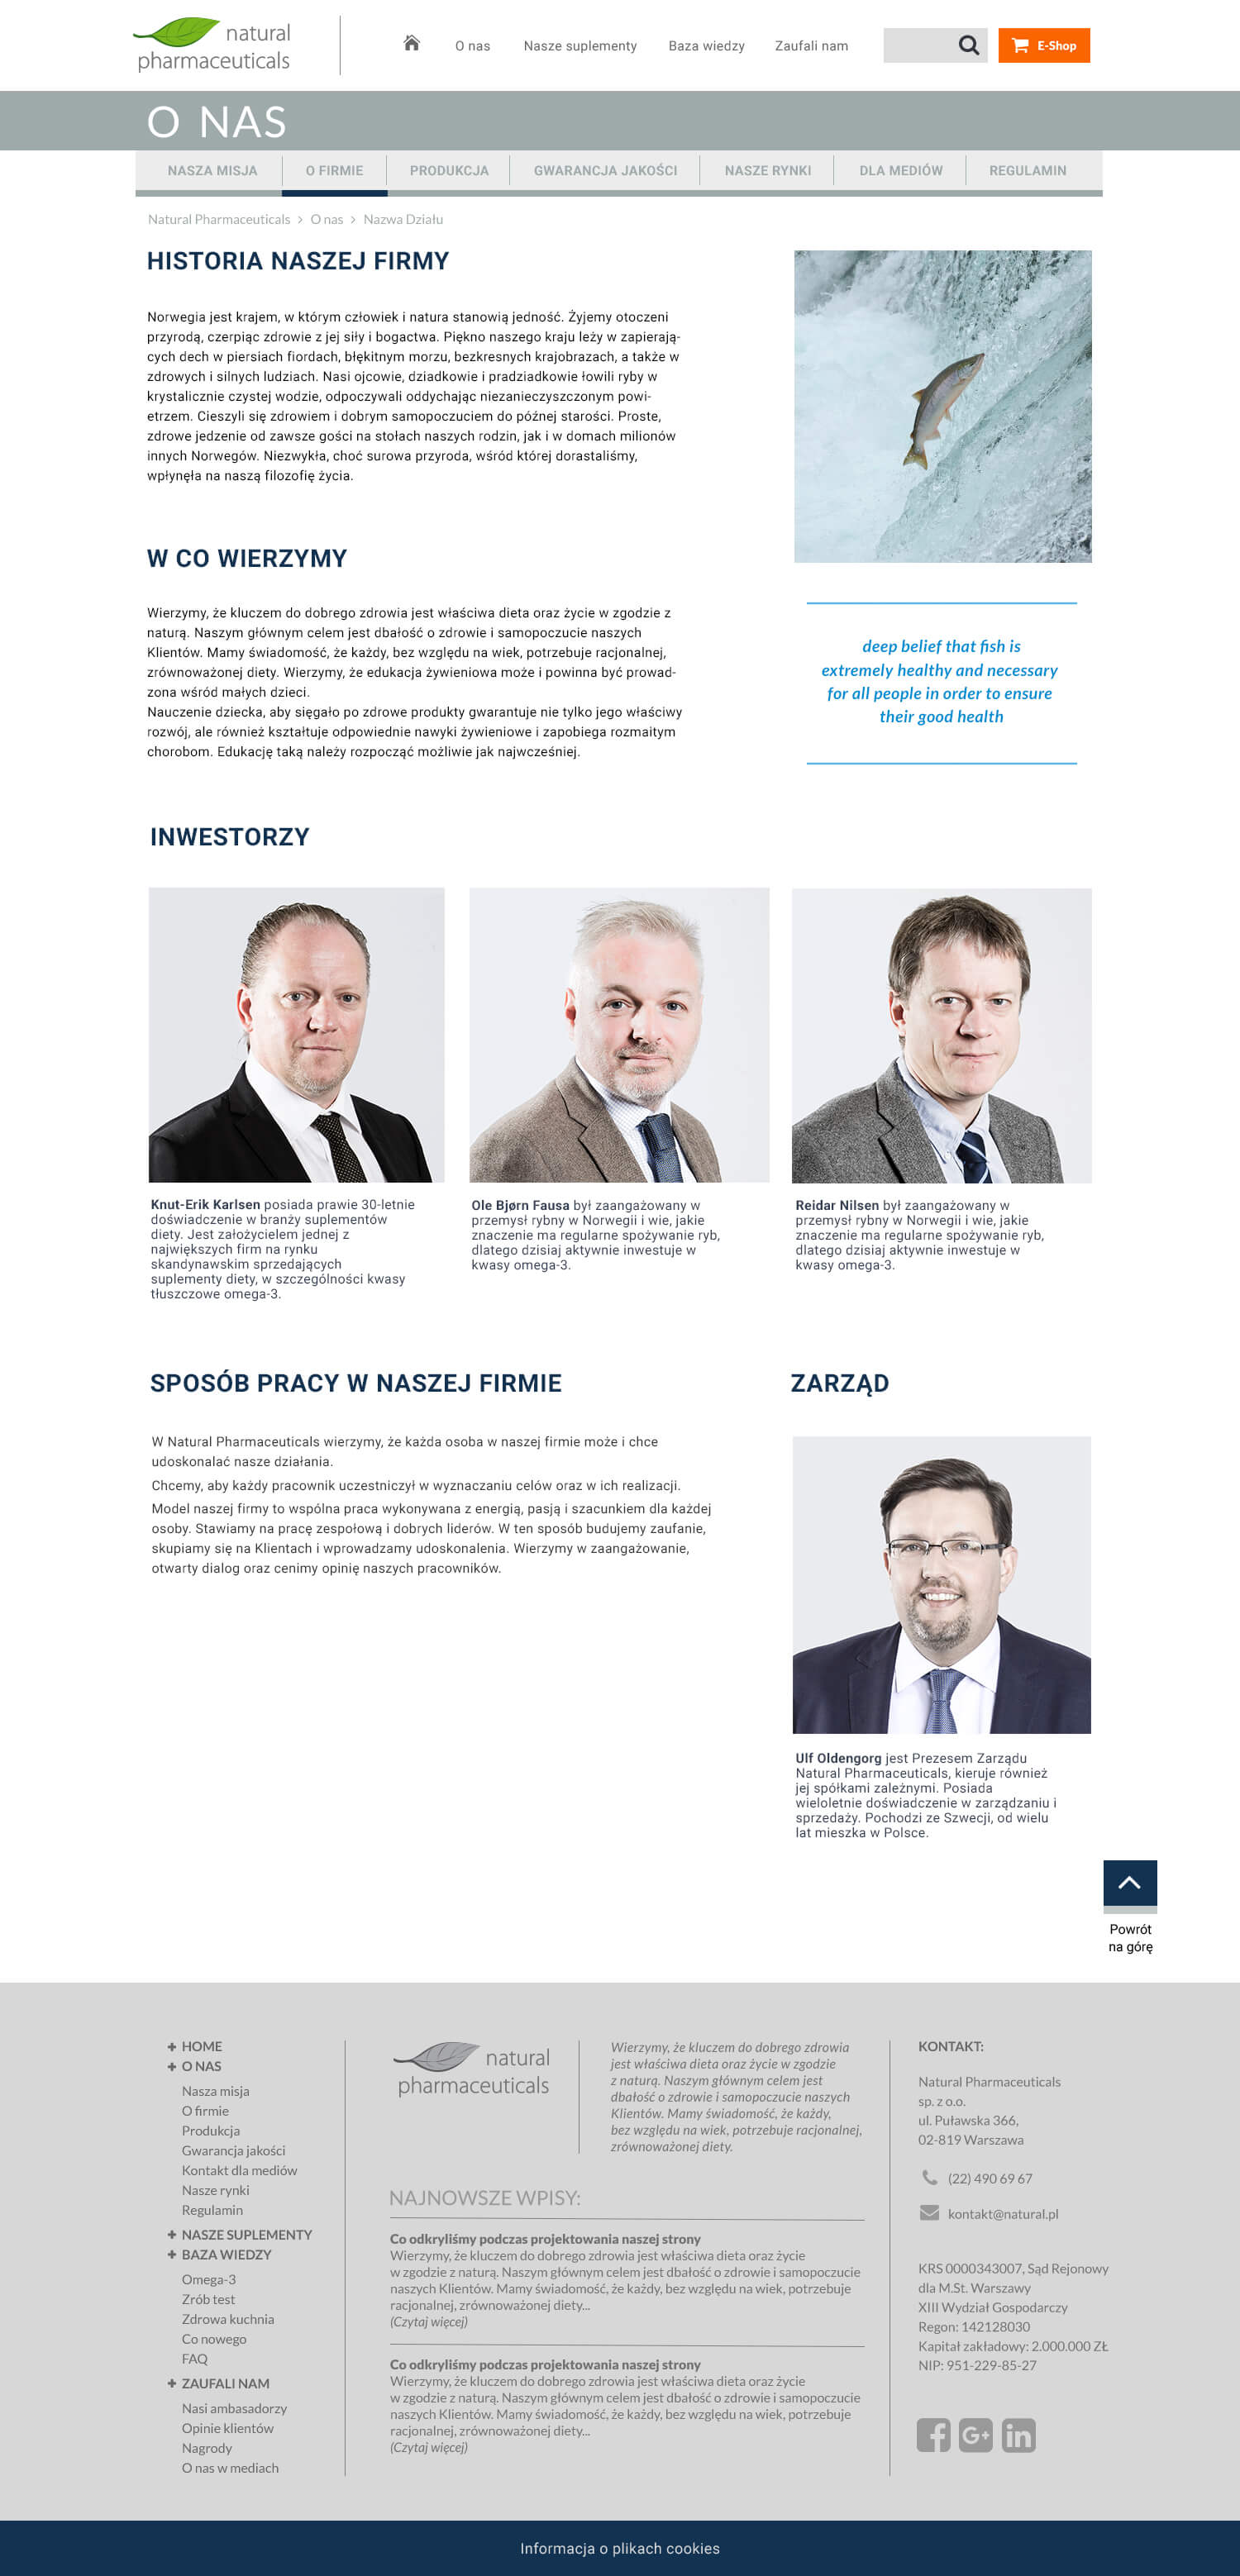 natural
pharmaceuticals
O nas
Nasze suplementy
Baza wiedzy
Zaufali nam
E-Shop
O NAS
NASZA MISJA
O FIRMIE
PRODUKCJA
GWARANCJA JAKOŚCI
NASZE RYNKI
DLA MEDIÓW
REGULAMIN
Natural Pharmaceuticals > O nas > Nazwa Działu
HISTORIA NASZEJ FIRMY
Norwegia jest krajem, w którym człowiek i natura stanowią jedność. Żyjemy otoczeni
przyrodą, czerpiąc zdrowie z jej siły i bogactwa. Piękno naszego kraju leży w zapierają-
cych dech w piersiach fiordach, błękitnym morzu, bezkresnych krajobrazach, a także w
zdrowych i silnych ludziach. Nasi ojcowie, dziadkowie i pradziadkowie łowili ryby w
krystalicznie czystej wodzie, odpoczywali oddychając niezanieczyszczonym powi-
etrzem. Cieszyli się zdrowiem i dobrym samopoczuciem do późnej starości. Proste,
zdrowe jedzenie od zawsze gości na stołach naszych rodzin, jak i w domach milionów
innych Norwegów. Niezwykła, choć surowa przyroda, wśród której dorastaliśmy,
wpłynęła na naszą filozofię życia.
W CO WIERZYMY
Wierzymy, że kluczem do dobrego zdrowia jest właściwa dieta oraz życie w zgodzie z
naturą. Naszym głównym celem jest dbałość o zdrowie i samopoczucie naszych
Klientów. Mamy świadomość, że każdy, bez względu na wiek, potrzebuje racjonalnej,
zrównoważonej diety. Wierzymy, że edukacja żywieniowa może i powinna być prowad-
zona wśród małych dzieci.
Nauczenie dziecka, aby sięgało po zdrowe produkty gwarantuje nie tylko jego właściwy
rozwój, ale również kształtuje odpowiednie nawyki żywieniowe i zapobiega rozmaitym
chorobom. Edukację taką należy rozpocząć możliwie jak najwcześniej.
deep belief that fish is
extremely healthy and necessary
for all people in order to ensure
their good health
INWESTORZY
Knut-Erik Karlsen posiada prawie 30-letnie
doświadczenie w branży suplementów
diety. Jest założycielem jednej z
największych firm na rynku
skandynawskim sprzedających
suplementy diety, w szczególności kwasy
tłuszczowe omega-3.
Ole Bjørn Fausa był zaangażowany w
przemysł rybny w Norwegii i wie, jakie
znaczenie ma regularne spożywanie ryb,
dlatego dzisiaj aktywnie inwestuje w
kwasy omega-3.
Reidar Nilsen był zaangażowany w
przemysł rybny w Norwegii i wie, jakie
znaczenie ma regularne spożywanie ryb,
dlatego dzisiaj aktywnie inwestuje w
kwasy omega-3.
SPOSÓB PRACY W NASZEJ FIRMIE
W Natural Pharmaceuticals wierzymy, że każda osoba w naszej firmie może i chce
udoskonalać nasze działania.
Chcemy, aby każdy pracownik uczestniczył w wyznaczaniu celów oraz w ich realizacji.
Model naszej firmy to wspólna praca wykonywana z energią, pasją i szacunkiem dla każdej
osoby. Stawiamy na pracę zespołową i dobrych liderów. W ten sposób budujemy zaufanie,
skupiamy się na Klientach i wprowadzamy udoskonalenia. Wierzymy w zaangażowanie,
otwarty dialog oraz cenimy opinię naszych pracowników.
ZARZĄD
Ulf Oldengorg jest Prezesem Zarządu
Natural Pharmaceuticals, kieruje również
jej spółkami zależnymi. Posiada
wieloletnie doświadczenie w zarządzaniu i
sprzedaży. Pochodzi ze Szwecji, od wielu
lat mieszka w Polsce.
Powrót
na górę
HOME
O NAS
Nasza misja
O firmie
Produkcja
Gwarancja jakości
Kontakt dla mediów
Nasze rynki
Regulamin
NASZE SUPLEMENTY
BAZA WIEDZY
Omega-3
Zrób test
Zdrowa kuchnia
Co nowego
FAQ
ZAUFALI NAM
Nasi ambasadorzy
Opinie klientów
Nagrody
O nas w mediach
natural
pharmaceuticals
Wierzymy, że kluczem do dobrego zdrowia
jest właściwa dieta oraz życie w zgodzie
z naturą. Naszym głównym celem jest
dbałość o zdrowie i samopoczucie naszych
Klientów. Mamy świadomość, że każdy,
bez względu na wiek, potrzebuje racjonalnej,
zrównoważonej diety.
NAJNOWSZE WPISY:
Co odkryliśmy podczas projektowania naszej strony
Wierzymy, że kluczem do dobrego zdrowia jest właściwa dieta oraz życie
w zgodzie z naturą. Naszym głównym celem jest dbałość o zdrowie i samopoczucie
naszych Klientów. Mamy świadomość, że każdy, bez względu na wiek, potrzebuje
racjonalnej, zrównoważonej diety...
(Czytaj więcej)
Co odkryliśmy podczas projektowania naszej strony
Wierzymy, że kluczem do dobrego zdrowia jest właściwa dieta oraz życie
w zgodzie z naturą. Naszym głównym celem jest dbałość o zdrowie i samopoczucie
naszych Klientów. Mamy świadomość, że każdy, bez względu na wiek, potrzebuje
racjonalnej, zrównoważonej diety...
(Czytaj więcej)
KONTAKT:
Natural Pharmaceuticals
sp. z o.o.
ul. Puławska 366,
02-819 Warszawa
(22) 490 69 67
kontakt@natural.pl
KRS 0000343007, Sąd Rejonowy
dla M.St. Warszawy
XIII Wydział Gospodarczy
Regon: 142128030
Kapitał zakładowy: 2.000.000 ZŁ
NIP: 951-229-85-27
Informacja o plikach cookies